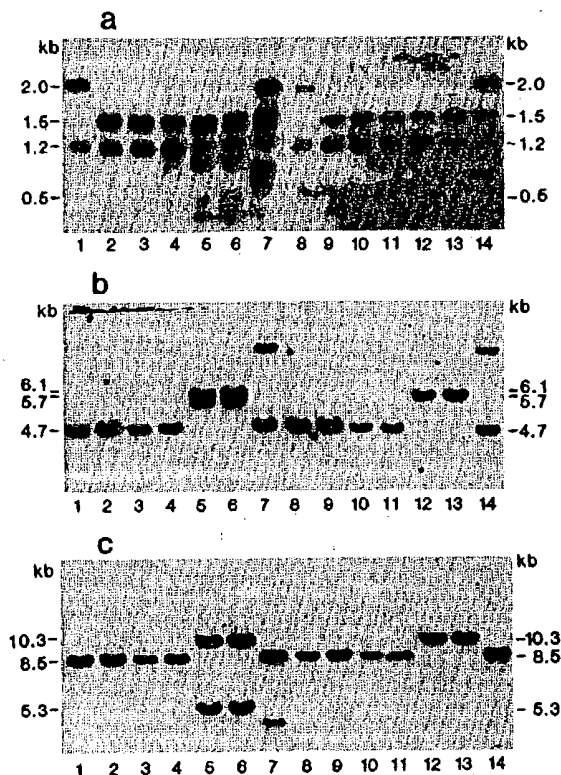 a
kb kb
2.0- -2.0
1.5- -1.5
1.2- -1.2
0.5- -0.5
1 2 3 4 5 6 7 8 9 10 11 12 13 14
b
kb kb
6.1 -6.1
5.7= =5.7
4.7- -4.7
1 2 3 4 5 6 7 8 9 10 11 12 13 14
c
kb kb
10.3- -10.3
8.5- -8.5
5.3- -5.3
1 2 3 4 5 6 7 8 9 10 11 12 13 14